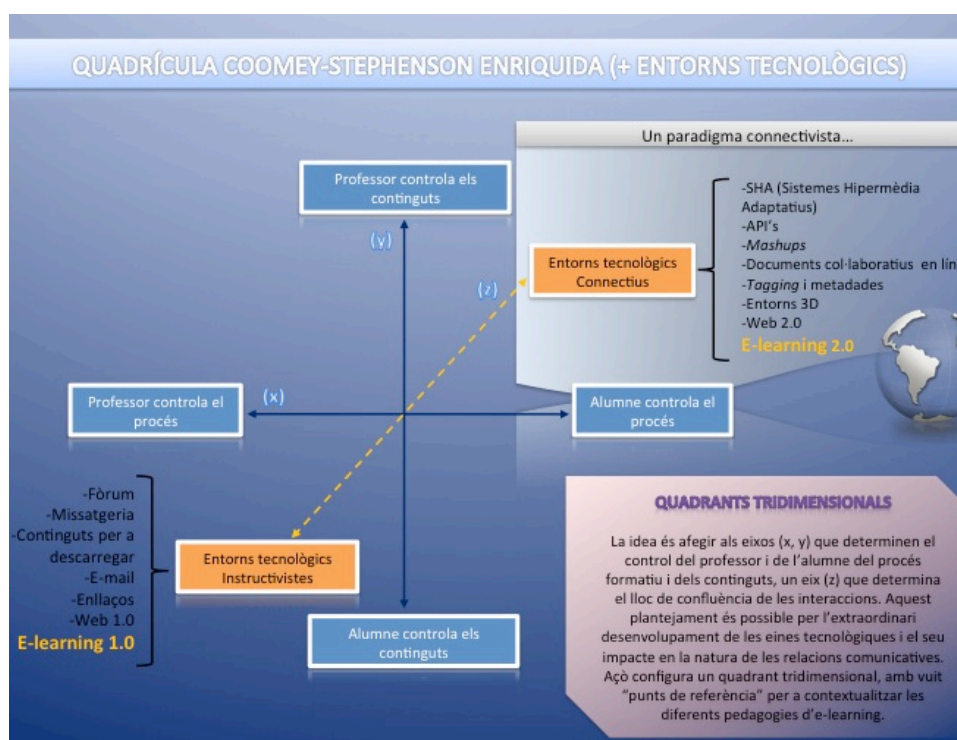 QUADRÍCULA COOMEY-STEPHENSON ENRIQUIDA (+ ENTORNS TECNOLÒGICS)
Un paradigma connectivista...
Professor controla els
continguts
(y)
(z)
Entorns tecnològics
Connectius
-SHA (Sistemes Hipermèdia
Adaptatius)
-API's
-Mashups
-Documents col·laboratius en lín
-Tagging i metadades
-Entorns 3D
-Web 2.0
E-learning 2.0
Professor controla el
procés
(x)
Alumne controla el
procés
-Fòrum
-Missatgeria
-Continguts per a
descarregar
-E-mail
-Enllaços
-Web 1.0
E-learning 1.0
Entorns tecnològics
Instructivistes
Alumne controla els
continguts
QUADRANTS TRIDIMENSIONALS
La idea és afegir als eixos (x, y) que determinen el
control del professor i de l'alumne del procés
formatiu i dels continguts, un eix (z) que determina
el lloc de confluència de les interaccions. Aquest
plantejament és possible per l'extraordinari
desenvolupament de les eines tecnològiques i el seu
impacte en la natura de les relacions comunicatives.
Açò configura un quadrant tridimensional, amb vuit
"punts de referència" per a contextualitzar les
diferents pedagogies d'e-learning.